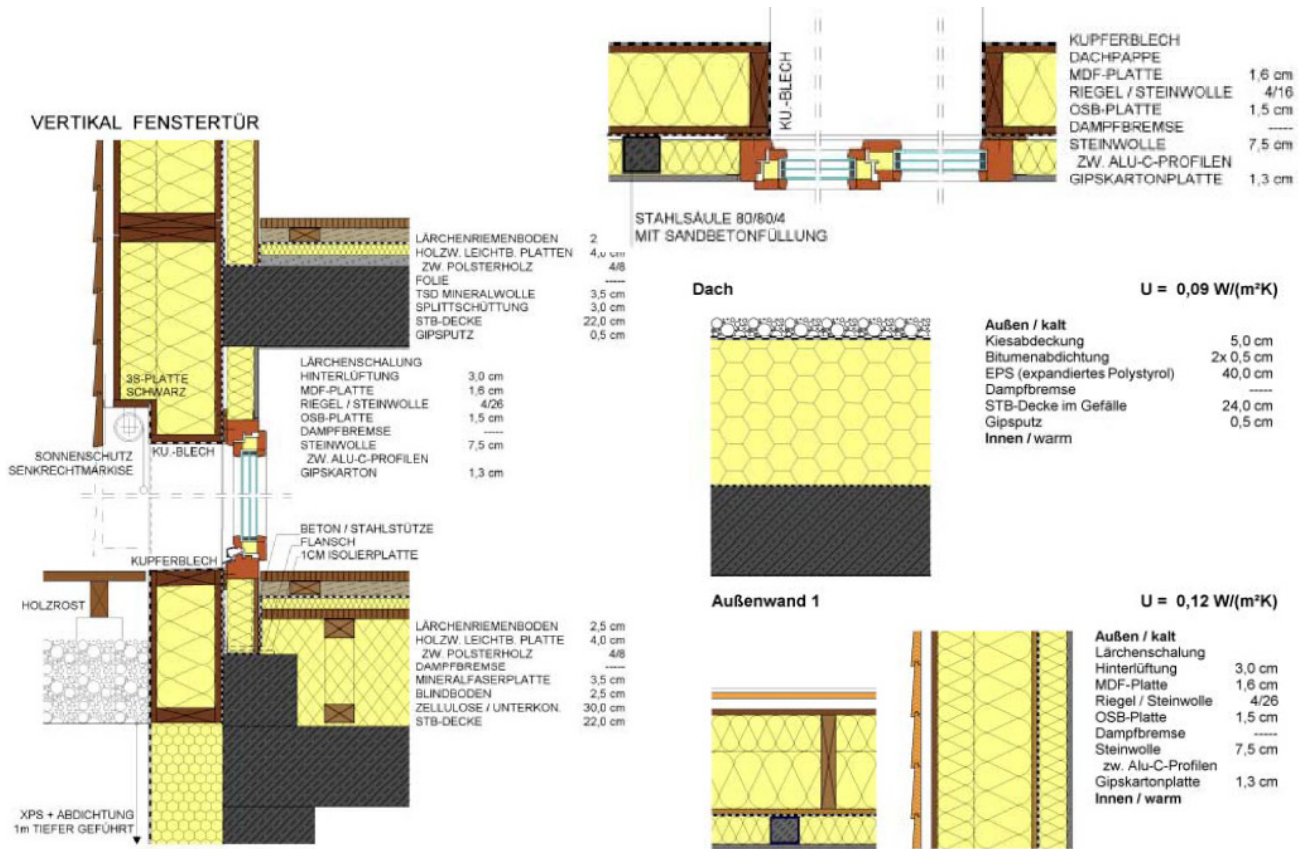 VERTIKAL FENSTERTÜR
LÄRCHENRIEMENBODEN 2
HOLZW. LEICHTB. PLATTEN 4,0 cm
ZW. POLSTERHOLZ 4/8
FOLIE -----
TSD MINERALWOLLE 3,5 cm
SPLITTSCHÜTTUNG 3,0 cm
STB-DECKE 22,0 cm
GIPSPUTZ 0,5 cm
3S-PLATTE
SCHWARZ
LÄRCHENSCHALUNG
HINTERLÜFTUNG 3,0 cm
MDF-PLATTE 1,6 cm
RIEGEL / STEINWOLLE 4/26
OSB-PLATTE 1,5 cm
DAMPFBREMSE -----
STEINWOLLE 7,5 cm
ZW. ALU-C-PROFILEN
GIPSKARTON 1,3 cm
KU.-BLECH
SONNENSCHUTZ
SENKRECHTMARKISE
BETON / STAHLSTÜTZE
FLANSCH
1CM ISOLIERPLATTE
KUPFERBLECH
HOLZROST
LÄRCHENRIEMENBODEN 2,5 cm
HOLZW. LEICHTB. PLATTE 4,0 cm
ZW. POLSTERHOLZ 4/8
DAMPFBREMSE -----
MINERALFASERPLATTE 3,5 cm
BLINDBODEN 2,5 cm
ZELLULOSE / UNTERKON. 30,0 cm
STB-DECKE 22,0 cm
XPS + ABDICHTUNG
1m TIEFER GEFÜHRT
KU.-BLECH
KUPFERBLECH
DACHPAPPE
MDF-PLATTE 1,6 cm
RIEGEL / STEINWOLLE 4/16
OSB-PLATTE 1,5 cm
DAMPFBREMSE -----
STEINWOLLE 7,5 cm
ZW. ALU-C-PROFILEN
GIPSKARTONPLATTE 1,3 cm
STAHLSÄULE 80/80/4
MIT SANDBETONFÜLLUNG
Dach U = 0,09 W/(m²K)
Außen / kalt
Kiesabdeckung 5,0 cm
Bitumenabdichtung 2x 0,5 cm
EPS (expandiertes Polystyrol) 40,0 cm
Dampfbremse -----
STB-Decke im Gefälle 24,0 cm
Gipsputz 0,5 cm
Innen / warm
Außenwand 1 U = 0,12 W/(m²K)
Außen / kalt
Lärchenschalung
Hinterlüftung 3,0 cm
MDF-Platte 1,6 cm
Riegel / Steinwolle 4/26
OSB-Platte 1,5 cm
Dampfbremse -----
Steinwolle 7,5 cm
zw. Alu-C-Profilen
Gipskartonplatte 1,3 cm
Innen / warm